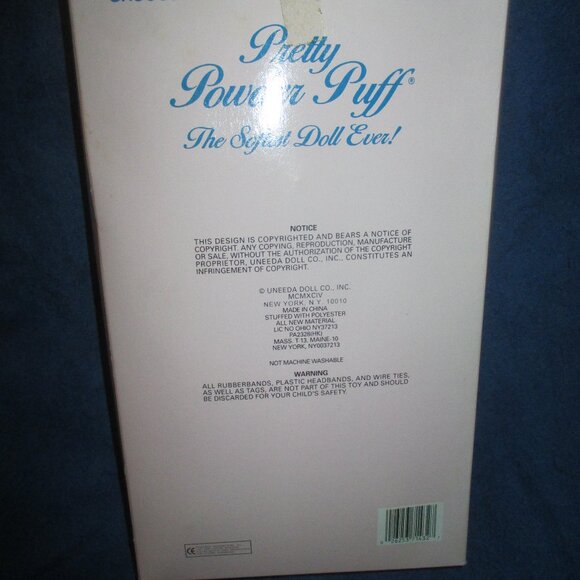 Pretty
Powder Puff®
The Softest Doll Ever!
NOTICE
THIS DESIGN IS COPYRIGHTED AND BEARS A NOTICE OF
COPYRIGHT. ANY COPYING, REPRODUCTION, MANUFACTURE
OR SALE, WITHOUT THE AUTHORIZATION OF THE COPYRIGHT
PROPRIETOR, UNEEDA DOLL CO., INC., CONSTITUTES AN
INFRINGEMENT OF COPYRIGHT.
© UNEEDA DOLL CO., INC.
MCMXCIV
NEW YORK, N.Y. 10010
MADE IN CHINA
STUFFED WITH POLYESTER
ALL NEW MATERIAL
LIC NO OHIO NY37213
PA2328(HK)
MASS. T 13. MAINE-10
NEW YORK, NY0037213
NOT MACHINE WASHABLE
WARNING
ALL RUBBERBANDS, PLASTIC HEADBANDS, AND WIRE TIES,
AS WELL AS TAGS, ARE NOT PART OF THIS TOY AND SHOULD
BE DISCARDED FOR YOUR CHILD'S SAFETY.
CE